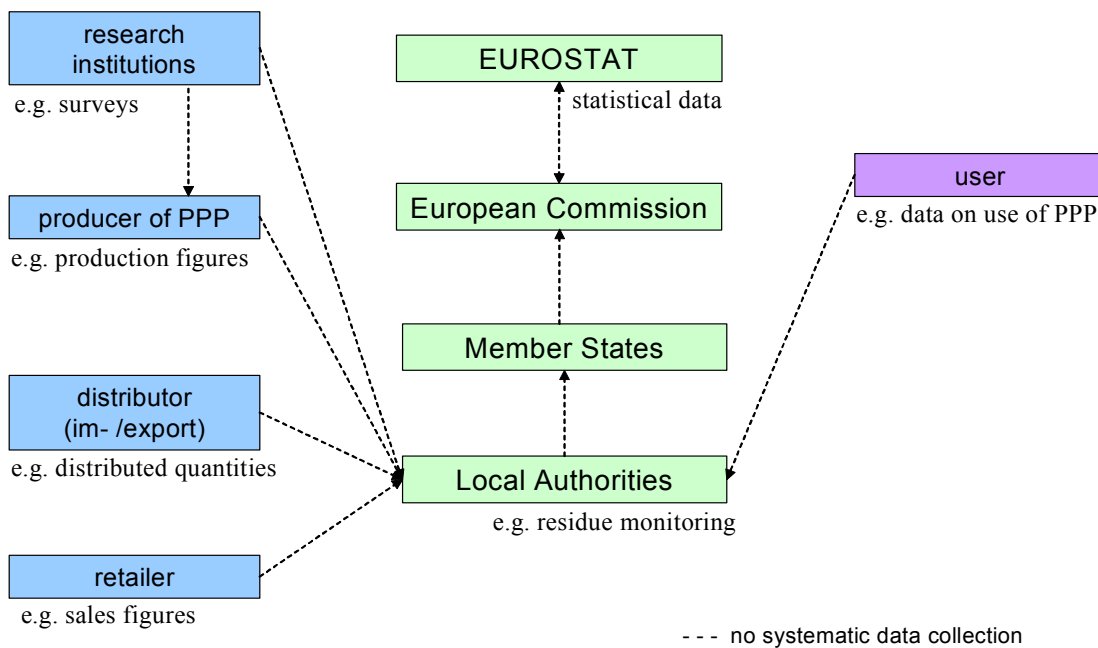 research
institutions
e.g. surveys
EUROSTAT
statistical data
user
e.g. data on use of PPP
producer of PPP
e.g. production figures
European Commission
Member States
distributor
(im- /export)
e.g. distributed quantities
Local Authorities
e.g. residue monitoring
retailer
e.g. sales figures
--- no systematic data collection